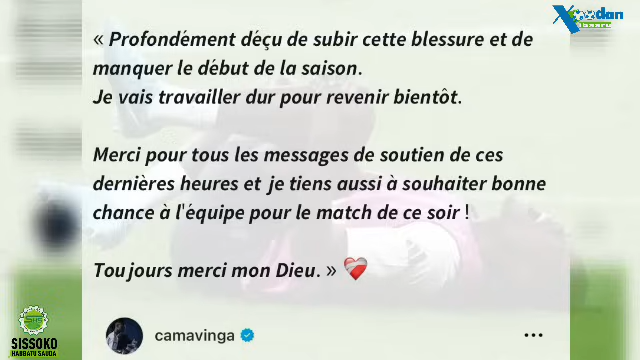 « Profondément déçu de subir cette blessure et de
manquer le début de la saison.
Je vais travailler dur pour revenir bientôt.
Merci pour tous les messages de soutien de ces
dernières heures et je tiens aussi à souhaiter bonne
chance à l'équipe pour le match de ce soir !
Toujours merci mon Dieu. » ❤️‍🩹
camavinga
SISSOKO
HABBATU SAUDA